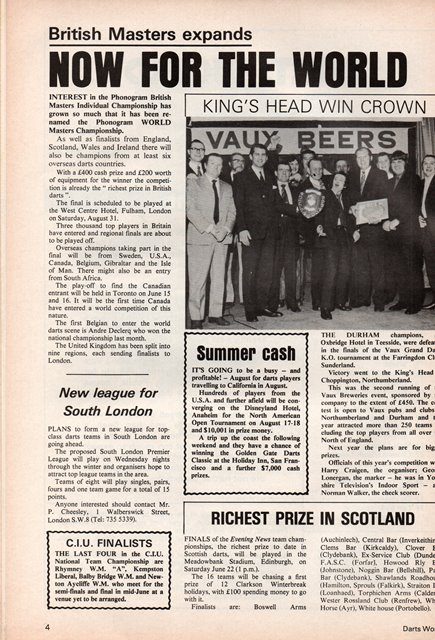 British Masters expands
NOW FOR THE WORLD
INTEREST in the Phonogram British
Masters Individual Championship has
grown so much that it has been re-
named the Phonogram WORLD
Masters Championship.
As well as finalists from England,
Scotland, Wales and Ireland there will
also be champions from at least six
overseas darts countries.
With a £400 cash prize and £200 worth
of equipment for the winner the competi-
tion is already the "richest prize in British
darts".
The final is scheduled to be played at
the West Centre Hotel, Fulham, London
on Saturday, August 31.
Three thousand top players in Britain
have entered and regional finals are about
to be played off.
Overseas champions taking part in the
final will be from Sweden, U.S.A.,
Canada, Belgium, Gibraltar and the Isle
of Man. There might also be an entry
from South Africa.
The play-off to find the Canadian
entrant will be held in Toronto on June 15
and 16. It will be the first time Canada
have entered a world competition of this
nature.
The first Belgian to enter the world
darts scene is Andre Declerq who won the
national championship last month.
The United Kingdom has been split into
nine regions, each sending finalists to
London.
New league for
South London
PLANS to form a new league for top-
class darts teams in South London are
going ahead.
The proposed South London Premier
League will play on Wednesday nights
through the winter and organisers hope to
attract top league teams in the area.
Teams of eight will play singles, pairs,
fours and one team game for a total of 15
points.
Anyone interested should contact Mr.
P. Cheesley, 1 Walberswick Street,
London S.W.8 (Tel: 735 5339).
C.I.U. FINALISTS
THE LAST FOUR in the C.I.U.
National Team Championship are
Rhymney W.M. "A", Kempston
Liberal, Balby Bridge W.M. and New-
ton Aycliffe W.M. who meet for the
semi-finals and final in mid-June at a
venue yet to be arranged.
KING'S HEAD WIN CROWN
VAUX BEERS
Summer cash
IT'S GOING to be a busy – and
profitable! – August for darts players
travelling to California in August.
Hundreds of players from the
U.S.A. and further afield will be con-
verging on the Disneyland Hotel,
Anaheim for the North American
Open Tournament on August 17-18
and $10,001 in prize money.
A trip up the coast the following
weekend and they have a chance of
winning the Golden Gate Darts
Classic at the Holiday Inn, San Fran-
cisco and a further $7,000 cash
prizes.
THE DURHAM champions,
Oxbridge Hotel in Teesside, were defea
in the finals of the Vaux Grand Da
K.O. tournament at the Farringdon Cl
Sunderland.
Victory went to the King's Head
Choppington, Northumberland.
This was the second running of
Vaux Breweries event, sponsored by
company to the extent of £450. The c
test is open to Vaux pubs and clubs
Northumberland and Durham and t
year attracted more than 250 teams
cluding the top players from all over
North of England.
Next year the plans are for big
prizes.
Officials of this year's competition w
Harry Craigen, the organiser; Geo
Lonergan, the marker – he was in Yo
shire Television's Indoor Sport – a
Norman Walker, the check scorer.
RICHEST PRIZE IN SCOTLAND
FINALS of the Evening News team cham-
pionships, the richest prize to date in
Scottish darts, will be played in the
Meadowbank Stadium, Edinburgh, on
Saturday June 22 (1 p.m.).
The 16 teams will be chasing a first
prize of 12 Clarkson Winterbreak
holidays, with £100 spending money to go
with it.
Finalists are: Boswell Arms
(Auchinlech), Central Bar (Inverkeithin
Clems Bar (Kirkcaldy), Clover B
(Clydebank), Ex-Service Club (Dunde
F.A.S.C. (Forfar), Howood Rly B
(Johnstone), Noggin Bar (Bellshill), P
Bar (Clydebank), Shawlands Roadho
(Hamilton, Sprouls (Falkirk), Straiton I
(Loanhaed), Torphichen Arms (Calder
Wester Rossland Club (Renfrew), Wh
Horse (Ayr), White house (Portobello).
4
Darts Wo